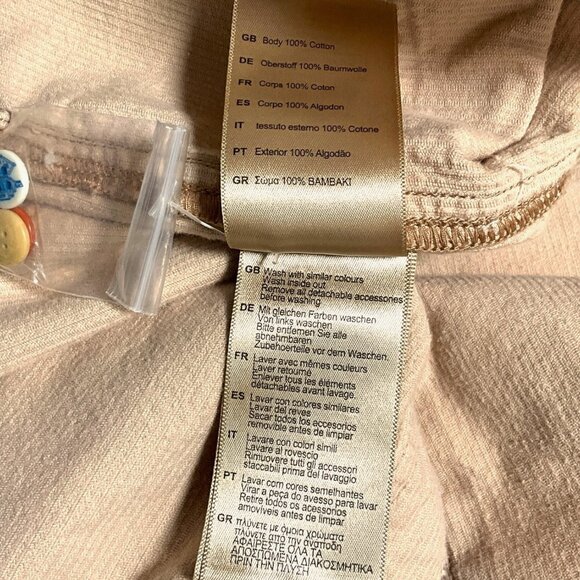 GB Body 100% Cotton
DE Oberstoff 100% Baumwolle
FR Corps 100% Coton
ES Corpo 100% Algodon
IT tessuto esterno 100% Cotone
PT Exterior 100% Algodão
GR Σωμα 100% ΒΑΜΒΑΚΙ
GB Wash with similar colours
Wash inside out
Remove all detachable accessories
before washing.
DE Mit gleichen Farben waschen
Von links waschen
Bitte entfernen Sie alle
abnehmbaren
Zubehoerteile vor dem Waschen.
FR Laver avec mêmes couleurs
Laver retourné
Enlever tous les éléments
détachables avant lavage.
ES Lavar con colores similares
Lavar del reves
Sacar todos los accesorios
removible antes de limpiar
IT Lavare con colori simili
Lavare al rovescio
Rimuovere tutti gli accessori
staccabili prima del lavaggio
PT Lavar com cores semelhantes
Virar a peça do avesso para lavar
Retire todos os acessorios
amovíveis antes de limpar
GR πλύνετε με όμοια χρώματα
πλύνετε από την ανάποδη
ΑΦΑΙΡΕΣΤΕ ΟΛΑ ΤΑ
ΑΠΟΣΠΩΜΕΝΑ ΔΙΑΚΟΣΜΗΤΙΚΑ
ΠΡΙΝ ΤΗΝ ΠΛΥΣΗ